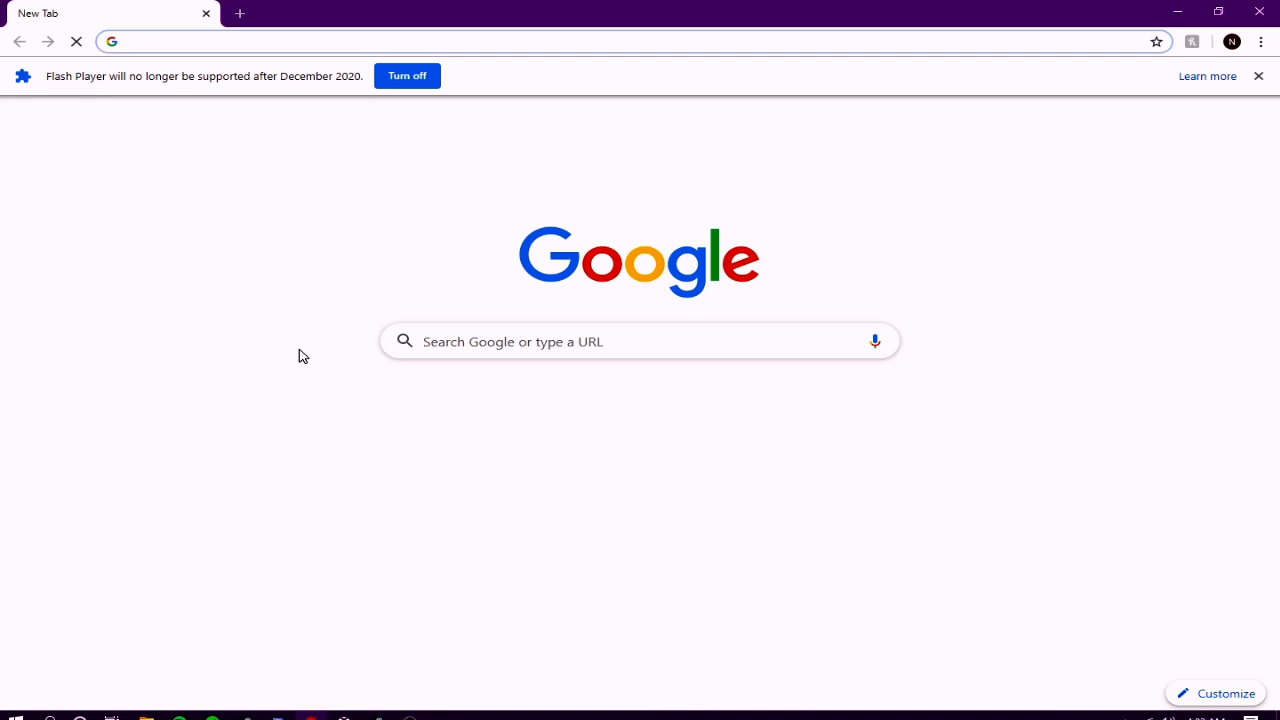 New Tab
G
N
Flash Player will no longer be supported after December 2020.
Turn off
Learn more
Google
Search Google or type a URL
Customize